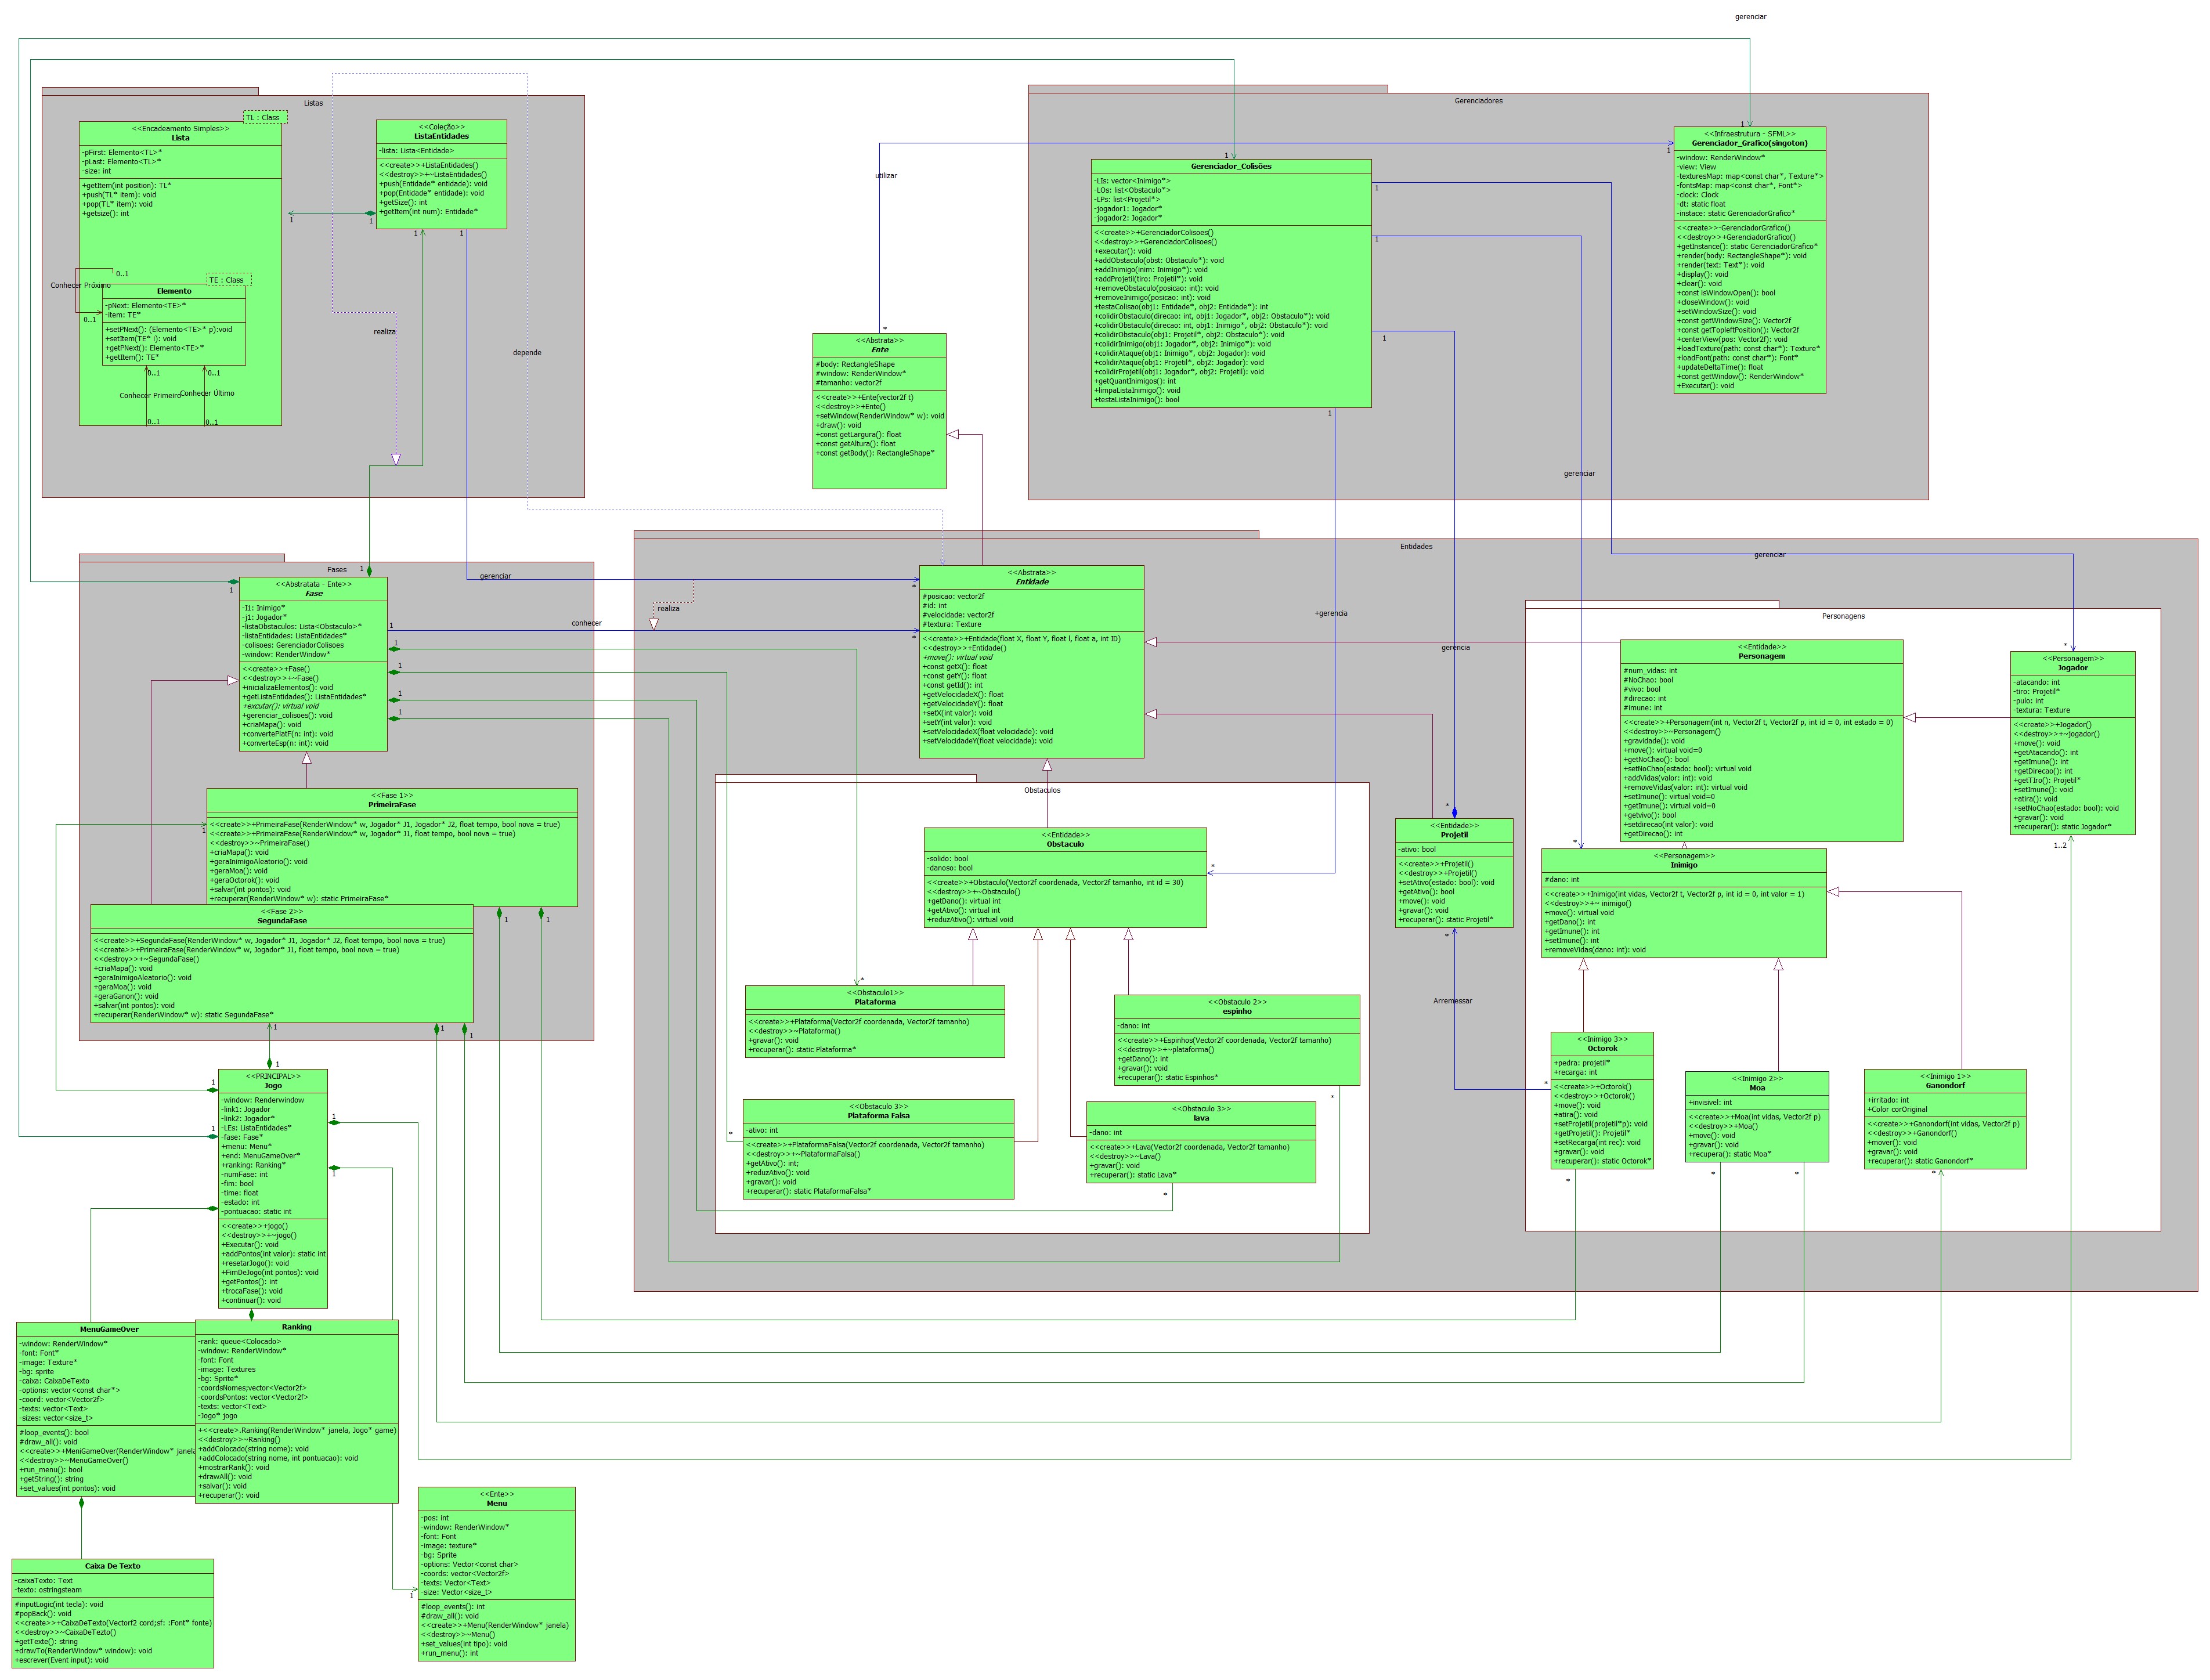 gerenciar
Listas
TL : Class
<<Encadeamento Simples>>
Lista
-pFirst: Elemento<TL>*
-pLast: Elemento<TL>*
-size: int
+getItem(int position): TL*
+push(TL* item): void
+pop(TL* item): void
+getsize(): int
Conhecer Próximo
0..1
0..1
TE : Class
Elemento
-pNext: Elemento<TE>*
-item: TE*
+setPNext(): (Elemento<TE>* p):void
+setItem(TE* i): void
+getPNext(): Elemento<TE>*
+getItem(): TE*
0..1
0..1
Conhecer Primeiro
Conhecer Último
0..1
0..1
<<Coleção>>
ListaEntidades
-lista: Lista<Entidade>
<<create>>+ListaEntidades()
<<destroy>>+~ListaEntidades()
+push(Entidade* entidade): void
+pop(Entidade* entidade): void
+getSize(): int
+getItem(int num): Entidade*
1
1
1
1
realiza
depende
utilizar
*
<<Abstrata>>
Ente
#body: RectangleShape
#window: RenderWindow*
#tamanho: vector2f
<<create>>+Ente(vector2f t)
<<destroy>>+Ente()
+setWindow(RenderWindow* w): void
+draw(): void
+const getLargura(): float
+const getAltura(): float
+const getBody(): RectangleShape*
Gerenciadores
1
Gerenciador_Colisões
-LIs: vector<Inimigo*>
-LOs: list<Obstaculo*>
-LPs: list<Projetil*>
-jogador1: Jogador*
-jogador2: Jogador*
<<create>>+GerenciadorColisoes()
<<destroy>>+GerenciadorColisoes()
+executar(): void
+addObstaculo(obst: Obstaculo*): void
+addInimigo(inim: Inimigo*): void
+addProjetil(tiro: Projetil*): void
+removeObstaculo(posicao: int): void
+removeInimigo(posicao: int): void
+testaColisao(obj1: Entidade*, obj2: Entidade*): int
+colidirObstaculo(direcao: int, obj1: Jogador*, obj2: Obstaculo*): void
+colidirObstaculo(direcao: int, obj1: Inimigo*, obj2: Obstaculo*): void
+colidirObstaculo(obj1: Projetil*, obj2: Obstaculo*): void
+colidirInimigo(obj1: Jogador*, obj2: Inimigo*): void
+colidirAtaque(obj1: Inimigo*, obj2: Jogador): void
+colidirAtaque(obj1: Projetil*, obj2: Jogador): void
+colidirProjetil(obj1: Jogador*, obj2: Projetil): void
+getQuantInimigos(): int
+limpaListaInimigo(): void
+testaListaInimigo(): bool
1
1
1
1
1
1
<<Infraestrutura - SFML>>
Gerenciador_Grafico(singoton)
-window: RenderWindow*
-view: View
-texturesMap: map<const char*, Texture*>
-fontsMap: map<const char*, Font*>
-clock: Clock
-dt: static float
-instace: static GerenciadorGrafico*
<<create>>-GerenciadorGrafico()
<<destroy>>+GerenciadorGrafico()
+getInstance(): static GerenciadorGrafico*
+render(body: RectangleShape*): void
+render(text: Text*): void
+display(): void
+clear(): void
+const isWindowOpen(): bool
+closeWindow(): void
+setWindowSize(): void
+const getWindowSize(): Vector2f
+const getTopleftPosition(): Vector2f
+centerView(pos: Vector2f): void
+loadTexture(path: const char*): Texture*
+loadFont(path: const char*): Font*
+updateDeltaTime(): float
+const getWindow(): RenderWindow*
+Executar(): void
gerenciar
gerenciar
Fases
1
1
<<Abstratata - Ente>>
Fase
-I1: Inimigo*
-j1: Jogador*
-listaObstaculos: Lista<Obstaculo>*
-listaEntidades: ListaEntidades*
-colisoes: GerenciadorColisoes
-window: RenderWindow*
<<create>>+Fase()
<<destroy>>+~Fase()
+inicializaElementos(): void
+getListaEntidades(): ListaEntidades*
+excutar(): virtual void
+gerenciar_colisoes(): void
+criaMapa(): void
+convertePlatF(n: int): void
+converteEsp(n: int): void
1
1
1
1
1
gerenciar
*
conhecer
*
realiza
<<Fase 1>>
PrimeiraFase
<<create>>+PrimeiraFase(RenderWindow* w, Jogador* J1, Jogador* J2, float tempo, bool nova = true)
<<create>>+PrimeiraFase(RenderWindow* w, Jogador* J1, float tempo, bool nova = true)
<<destroy>>~PrimeiraFase()
+criaMapa(): void
+geraInimigoAleatorio(): void
+geraMoa(): void
+geraOctorok(): void
+salvar(int pontos): void
+recuperar(RenderWindow* w): static PrimeiraFase*
1
1
1
<<Fase 2>>
SegundaFase
<<create>>+SegundaFase(RenderWindow* w, Jogador* J1, Jogador* J2, float tempo, bool nova = true)
<<create>>+PrimeiraFase(RenderWindow* w, Jogador* J1, float tempo, bool nova = true)
<<destroy>>+~SegundaFase()
+criaMapa(): void
+geraInimigoAleatorio(): void
+geraMoa(): void
+geraGanon(): void
+salvar(int pontos): void
+recuperar(RenderWindow* w): static SegundaFase*
1
1
1
1
Entidades
<<Abstrata>>
Entidade
#posicao: vector2f
#id: int
#velocidade: vector2f
#textura: Texture
<<create>>+Entidade(float X, float Y, float l, float a, int ID)
<<destroy>>+Entidade()
+move(): virtual void
+const getX(): float
+const getY(): float
+const getId(): int
+getVelocidadeX(): float
+getVelocidadeY(): float
+setX(int valor): void
+setY(int valor): void
+setVelocidadeX(float velocidade): void
+setVelocidadeY(float velocidade): void
+gerencia
gerencia
Obstaculos
<<Entidade>>
Obstaculo
-solido: bool
-danoso: bool
<<create>>+Obstaculo(Vector2f coordenada, Vector2f tamanho, int id = 30)
<<destroy>>+~Obstaculo()
+getDano(): virtual int
+getAtivo(): virtual int
+reduzAtivo(): virtual void
*
*
<<Obstaculo1>>
Plataforma
<<create>>+Plataforma(Vector2f coordenada, Vector2f tamanho)
<<destroy>>~Plataforma()
+gravar(): void
+recuperar(): static Plataforma*
<<Obstaculo 2>>
espinho
-dano: int
<<create>>+Espinhos(Vector2f coordenada, Vector2f tamanho)
<<destroy>>+~plataforma()
+getDano(): int
+gravar(): void
+recuperar(): static Espinhos*
*
<<Obstaculo 3>>
Plataforma Falsa
-ativo: int
<<create>>+PlataformaFalsa(Vector2f coordenada, Vector2f tamanho)
<<destroy>>+~PlataformaFalsa()
+getAtivo(): int;
+reduzAtivo(): void
+gravar(): void
+recuperar(): static PlataformaFalsa*
*
<<Obstaculo 3>>
lava
-dano: int
<<create>>+Lava(Vector2f coordenada, Vector2f tamanho)
<<destroy>>~Lava()
+gravar(): void
+recuperar(): static Lava*
*
*
<<Entidade>>
Projetil
-ativo: bool
<<create>>+Projetil()
<<destroy>>+Projetil()
+setAtivo(estado: bool): void
+getAtivo(): bool
+move(): void
+gravar(): void
+recuperar(): static Projetil*
*
Arremessar
*
Personagens
<<Entidade>>
Personagem
#num_vidas: int
#NoChao: bool
#vivo: bool
#direcao: int
#imune: int
<<create>>+Personagem(int n, Vector2f t, Vector2f p, int id = 0, int estado = 0)
<<destroy>>~Personagem()
+gravidade(): void
+move(): virtual void=0
+getNoChao(): bool
+setNoChao(estado: bool): virtual void
+addVidas(valor: int): void
+removeVidas(valor: int): virtual void
+setImune(): virtual void=0
+getImune(): virtual void=0
+getvivo(): bool
+setdirecao(int valor): void
+getDirecao(): int
*
<<Personagem>>
Jogador
-atacando: int
-tiro: Projetil*
-pulo: int
-textura: Texture
<<create>>+Jogador()
<<destroy>>+~jogador()
+move(): void
+getAtacando(): int
+getImune(): int
+getDirecao(): int
+getTIro(): Projetil*
+setImune(): void
+atira(): void
+setNoChao(estado: bool): void
+gravar(): void
+recuperar(): static Jogador*
1..2
*
<<Personagem>>
Inimigo
#dano: int
<<create>>+Inimigo(int vidas, Vector2f t, Vector2f p, int id = 0, int valor = 1)
<<destroy>>+~ inimigo()
+move(): virtual void
+getDano(): int
+getImune(): int
+setImune(): int
+removeVidas(dano: int): void
<<Inimigo 3>>
Octorok
+pedra: projetil*
+recarga: int
<<create>>+Octorok()
<<destroy>>+Octorok()
+move(): void
+atira(): void
+setProjetil(projetil*p): void
+getProjetil(): Projetil*
+setRecarga(int rec): void
+gravar(): void
+recuperar(): static Octorok*
*
<<Inimigo 2>>
Moa
+invisivel: int
<<create>>+Moa(int vidas, Vector2f p)
<<destroy>>+Moa()
+move(): void
+gravar(): void
+recupera(): static Moa*
*
*
<<Inimigo 1>>
Ganondorf
+irritado: int
+Color corOriginal
<<create>>+Ganondorf(int vidas, Vector2f p)
<<destroy>>+Ganondorf()
+mover(): void
+gravar(): void
+recuperar(): static Ganondorf*
*
<<PRINCIPAL>>
Jogo
-window: Renderwindow
-link1: Jogador
-link2: Jogador*
-LEs: ListaEntidades*
-fase: Fase*
+menu: Menu*
+end: MenuGameOver*
+ranking: Ranking*
-numFase: int
-fim: bool
-time: float
-estado: int
-pontuacao: static int
<<create>>+jogo()
<<destroy>>+~jogo()
+Executar(): void
+addPontos(int valor): static int
+resetarJogo(): void
+FimDeJogo(int pontos): void
+getPontos(): int
+trocaFase(): void
+continuar(): void
1
1
1
1
1
MenuGameOver
-window: RenderWindow*
-font: Font*
-image: Texture*
-bg: sprite
-caixa: CaixaDeTexto
-options: vector<const char*>
-coord: vector<Vector2f>
-texts: vector<Text>
-sizes: vector<size_t>
#loop_events(): bool
#draw_all(): void
<<create>>+MeniGameOver(RenderWindow* janela
<<destroy>>~MenuGameOver()
+run_menu(): bool
+getString(): string
+set_values(int pontos): void
Ranking
-rank: queue<Colocado>
-window: RenderWindow*
-font: Font
-image: Textures
-bg: Sprite*
-coordsNomes;vector<Vector2f>
-coordsPontos: vector<Vector2f>
-texts: vector<Text>
-Jogo* jogo
+<<create>.Ranking(RenderWindow* janela, Jogo* game)
<<destroy>~Ranking()
+addColocado(string nome): void
+addColocado(string nome, int pontuacao): void
+mostrarRank(): void
+drawAll(): void
+salvar(): void
+recuperar(): void
<<Ente>>
Menu
-pos: int
-window: RenderWindow*
-font: Font
-image: texture*
-bg: Sprite
-options: Vector<const char>
-coords: vector<Vector2f>
-texts: Vector<Text>
-size: Vector<size_t>
#loop_events(): int
#draw_all(): void
<<create>>+Menu(RenderWindow* janela)
<<destroy>>~Menu()
+set_values(int tipo): void
+run_menu(): int
1
Caixa De Texto
-caixaTexto: Text
-texto: ostringsteam
#inputLogic(int tecla): void
#popBack(): void
<<create>>+CaixaDeTexto(Vectorf2 cord;sf: :Font* fonte)
<<destroy>>~CaixaDeTezto()
+getTexte(): string
+drawTo(RenderWindow* window): void
+escrever(Event input): void